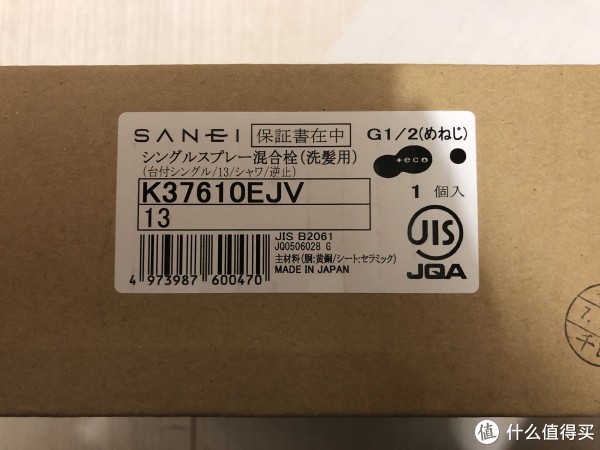 SANEI 保証書在中 G1/2(めねじ)
シングルスプレー混合栓(洗髪用)
(台付シングル/13/シャワ/逆止)
+eco
K37610EJV
1 個入
13
JIS
JIS B2061
JQ0506028 G
JQA
主材料(胴:黄銅/シート:セラミック)
MADE IN JAPAN
4 973987 600470
7.
千
值 什么值得买